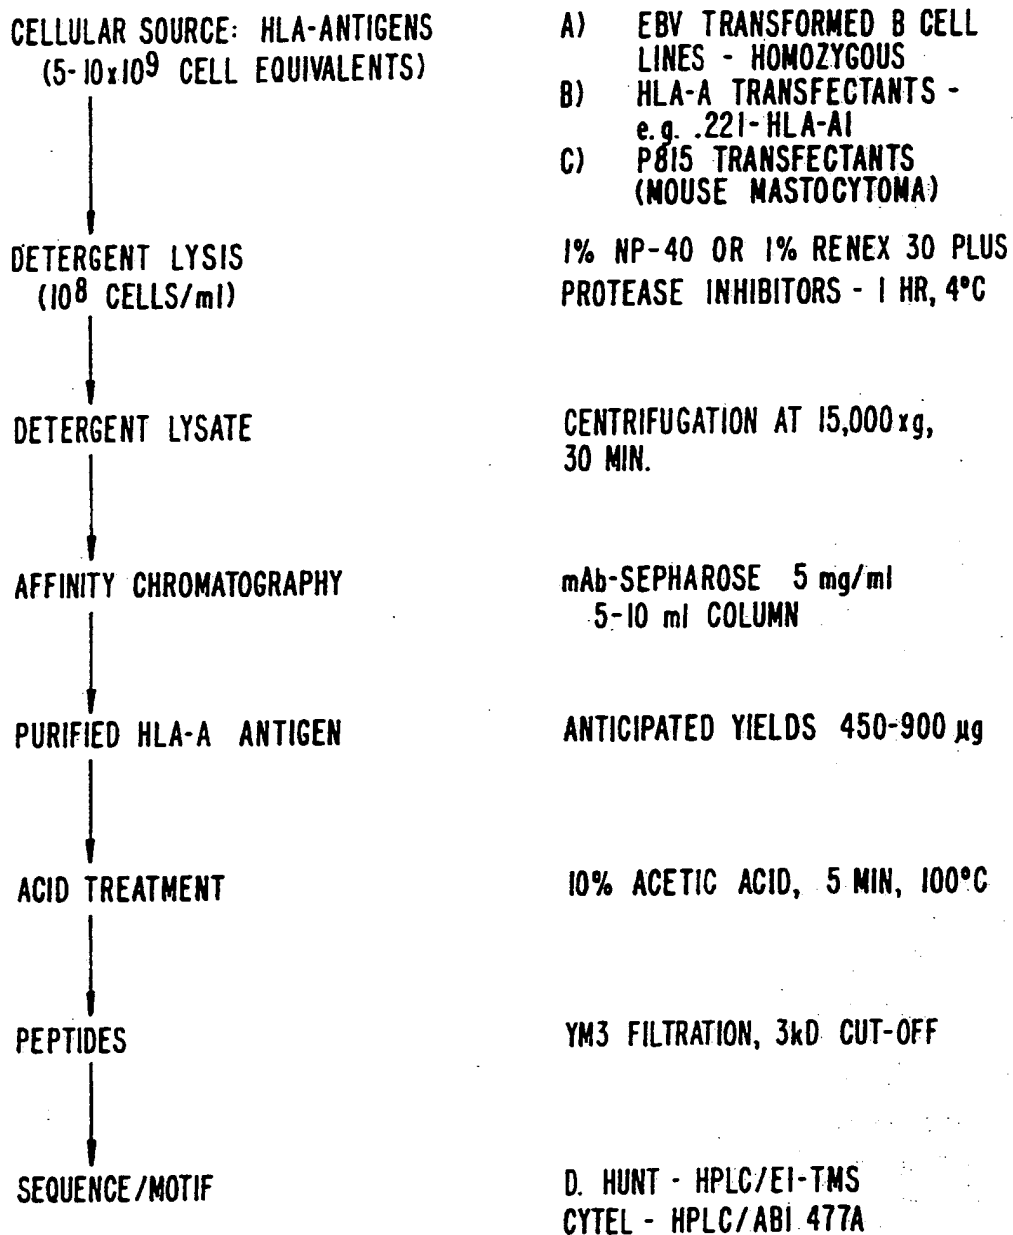 CELLULAR SOURCE: HLA-ANTIGENS
(5-10x10⁹ CELL EQUIVALENTS)
A) EBV TRANSFORMED B CELL
LINES - HOMOZYGOUS
B) HLA-A TRANSFECTANTS -
e.g. .221-HLA-A1
C) P815 TRANSFECTANTS
(MOUSE MASTOCYTOMA)
DETERGENT LYSIS
(10⁸ CELLS/ml)
1% NP-40 OR 1% RENEX 30 PLUS
PROTEASE INHIBITORS - 1 HR, 4°C
DETERGENT LYSATE
CENTRIFUGATION AT 15,000xg,
30 MIN.
AFFINITY CHROMATOGRAPHY
mAb-SEPHAROSE 5 mg/ml
5-10 ml COLUMN
PURIFIED HLA-A ANTIGEN
ANTICIPATED YIELDS 450-900 µg
ACID TREATMENT
10% ACETIC ACID, 5 MIN, 100°C
PEPTIDES
YM3 FILTRATION, 3kD CUT-OFF
SEQUENCE/MOTIF
D. HUNT - HPLC/EI-TMS
CYTEL - HPLC/ABI 477A